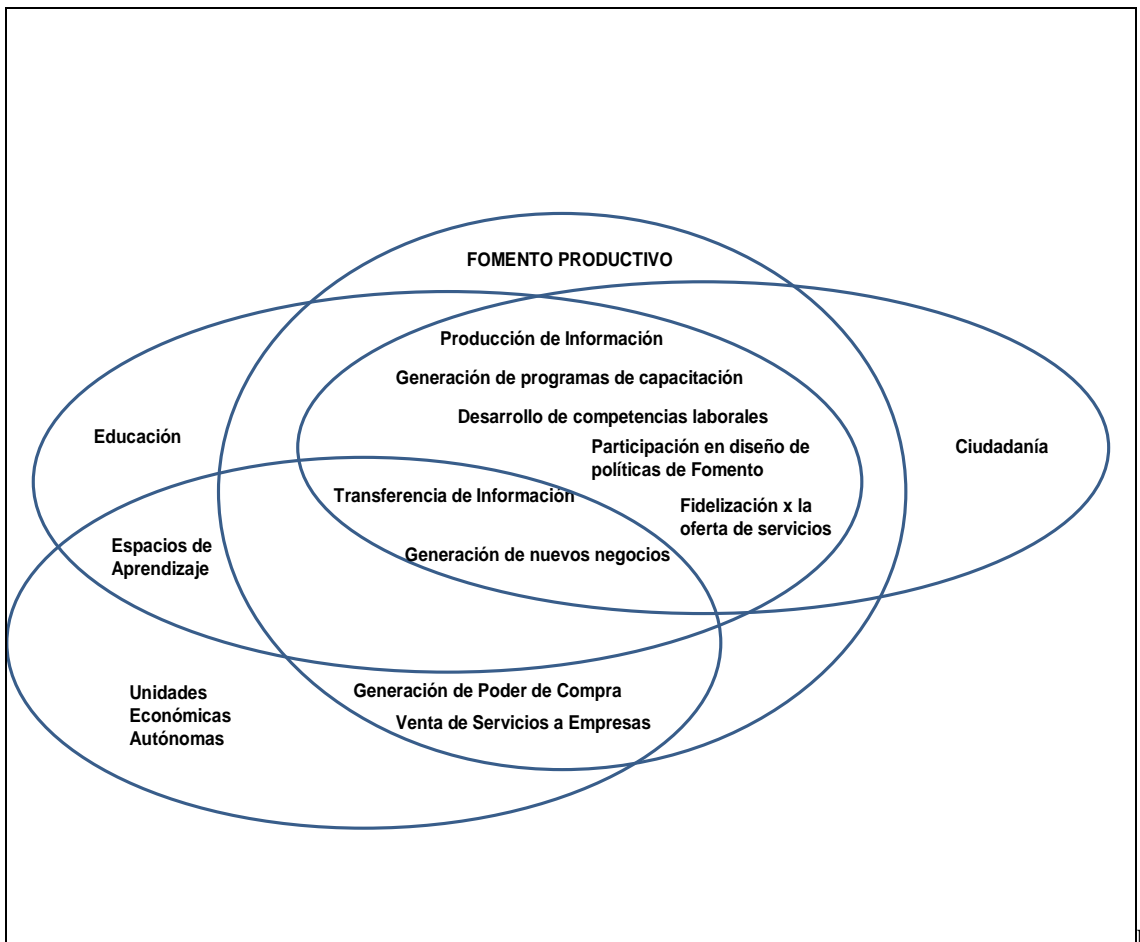 FOMENTO PRODUCTIVO
Producción de Información
Generación de programas de capacitación
Desarrollo de competencias laborales
Educación
Participación en diseño de
políticas de Fomento
Ciudadanía
Transferencia de Información
Fidelización x la
oferta de servicios
Espacios de
Aprendizaje
Generación de nuevos negocios
Unidades
Económicas
Autónomas
Generación de Poder de Compra
Venta de Servicios a Empresas